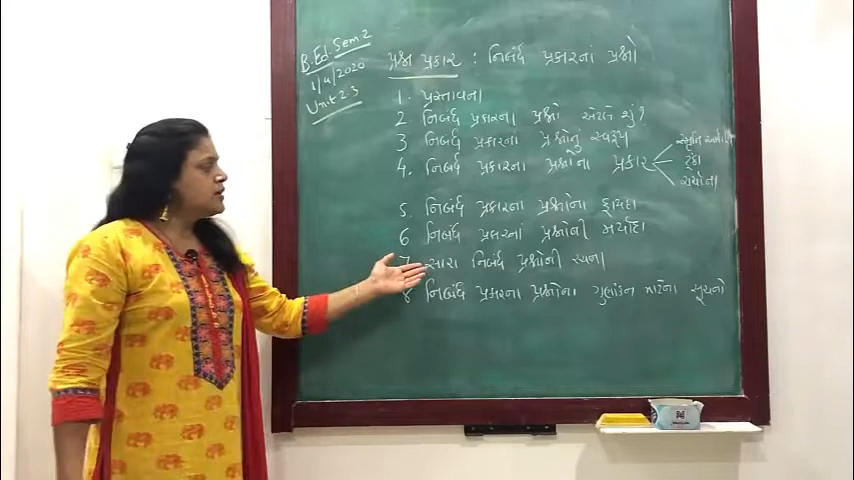 B.Ed. Sem 2
1/4/2020
Unit 2.3
પ્રશ્ન પ્રકાર : નિબંધ પ્રકારનાં પ્રશ્નો
1. પ્રસ્તાવના
2 નિબંધ પ્રકારના પ્રશ્નો એટલે શું?
3 નિબંધ પ્રકારનાં પ્રશ્નોનું સ્વરૂપ
4. નિબંધ પ્રકારના પ્રશ્નોના પ્રકાર
ટૂંકા
5. નિબંધ પ્રકારના પ્રશ્નોના ફાયદા
6 નિબંધ પ્રકારનાં પ્રશ્નોની મર્યાદા
7. સારા નિબંધ પ્રશ્નોની રચના
8 નિબંધ પ્રકારના પ્રશ્નોના ગુણાંકન માટેના સૂચનો